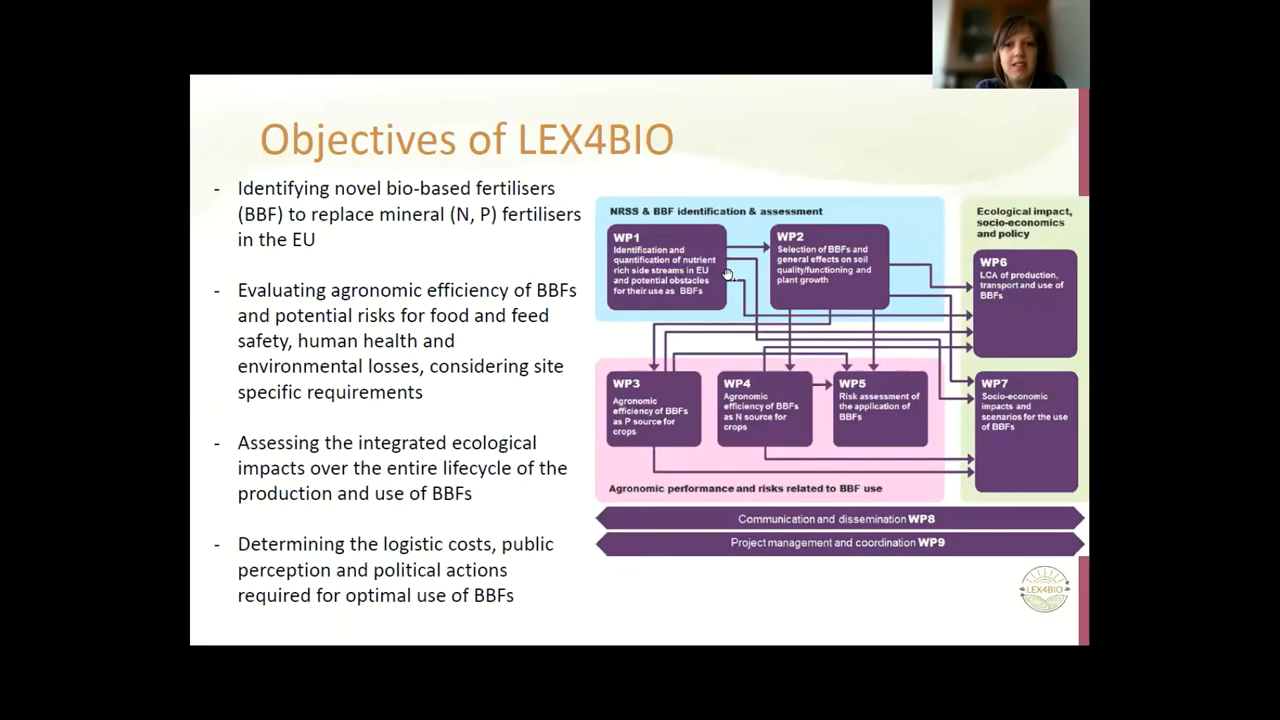 Objectives of LEX4BIO
- Identifying novel bio-based fertilisers
(BBF) to replace mineral (N, P) fertilisers
in the EU
- Evaluating agronomic efficiency of BBFs
and potential risks for food and feed
safety, human health and
environmental losses, considering site
specific requirements
- Assessing the integrated ecological
impacts over the entire lifecycle of the
production and use of BBFs
- Determining the logistic costs, public
perception and political actions
required for optimal use of BBFs
NRSS & BBF identification & assessment
WP1
Identification and
quantification of nutrient
rich side streams in EU
and potential obstacles
for their use as BBFs
WP2
Selection of BBFs and
general effects on soil
quality/functioning and
plant growth
Ecological impact,
socio-economics
and policy
WP6
LCA of production,
transport and use of
BBFs
WP3
Agronomic
efficiency of BBFs
as P source for
crops
WP4
Agronomic
efficiency of BBFs
as N source for
crops
WP5
Risk assessment of
the application of
BBFs
WP7
Socio-economic
impacts and
scenarios for the use
of BBFs
Agronomic performance and risks related to BBF use
Communication and dissemination WP8
Project management and coordination WP9
LEX4BIO